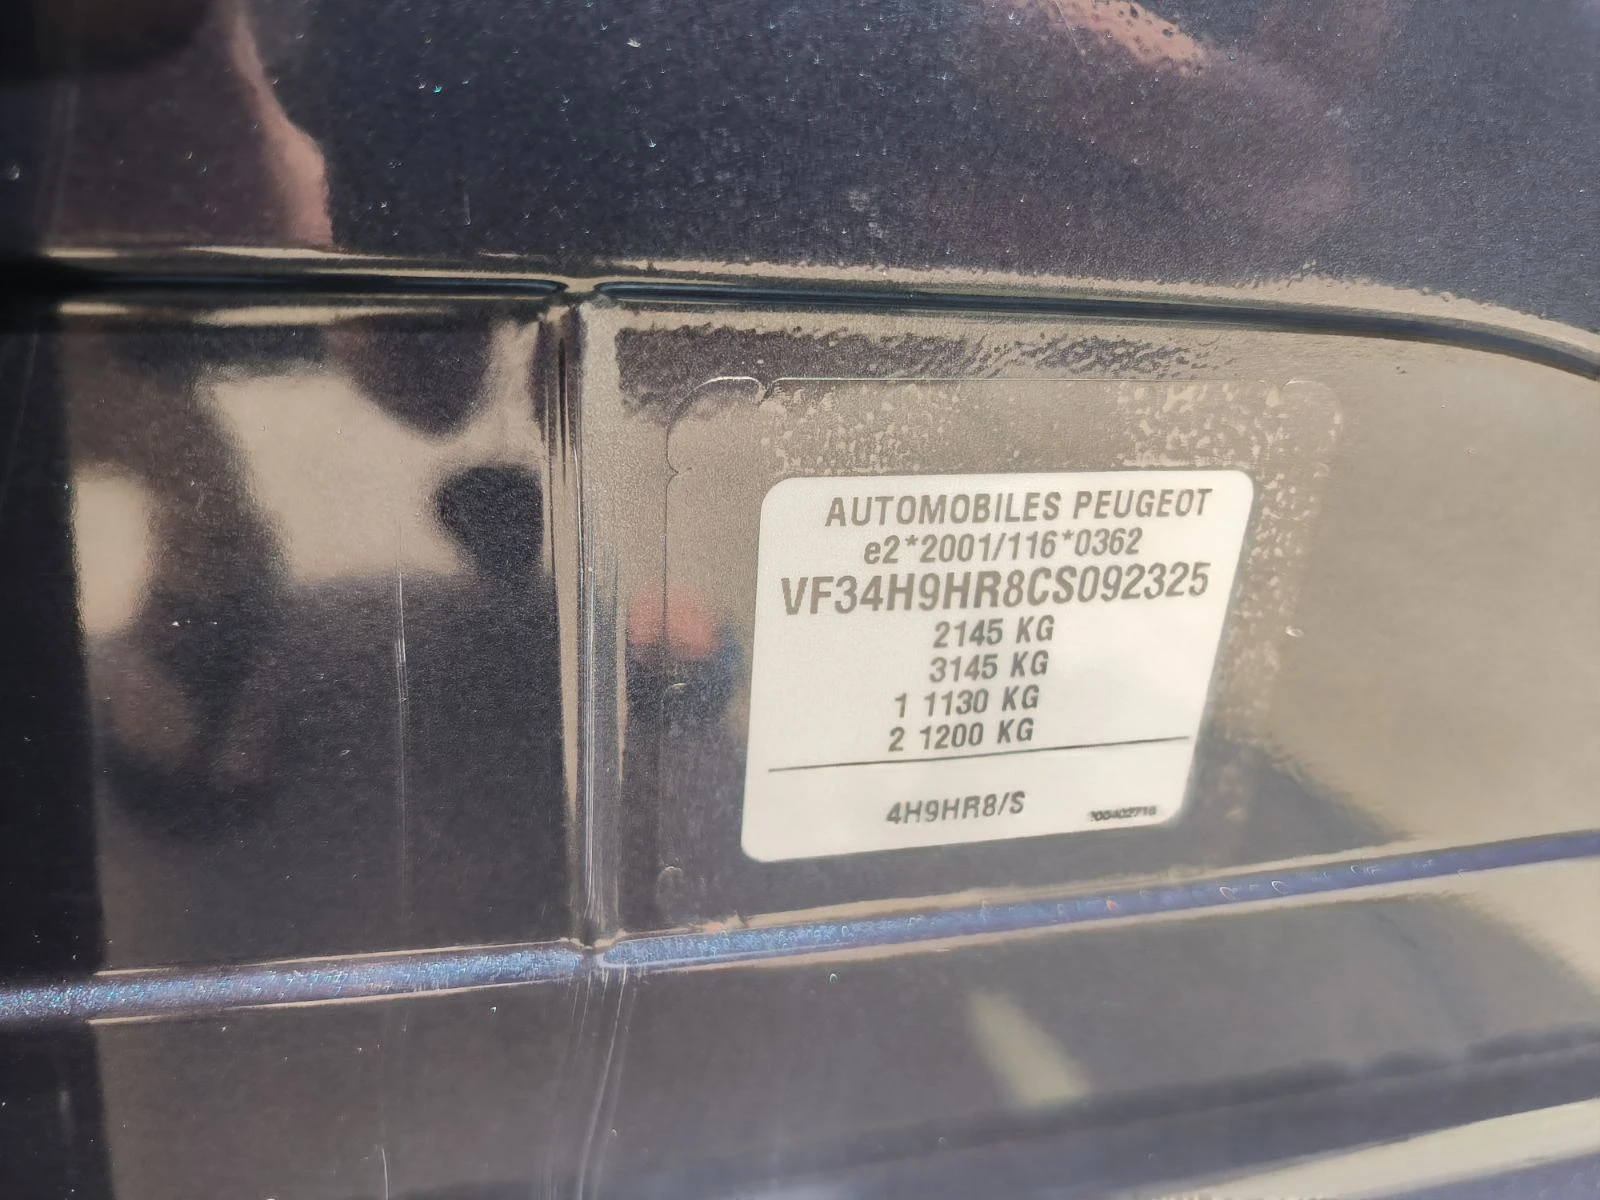 AUTOMOBILES PEUGEOT
e2*2001/116*0362
VF34H9HR8CS092325
2145 KG
3145 KG
1 1130 KG
2 1200 KG
4H9HR8/S